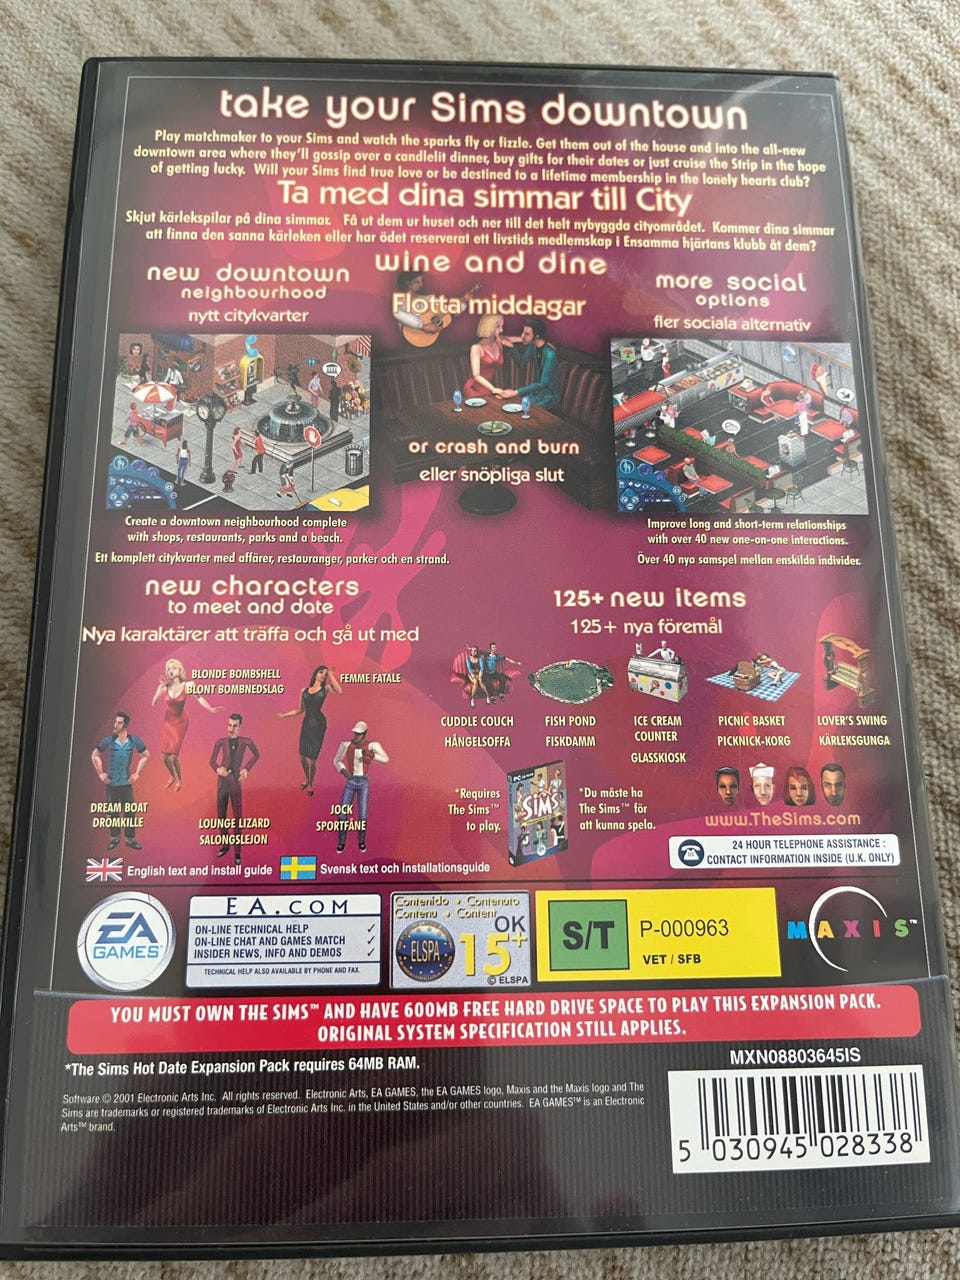 take your Sims downtown
Play matchmaker to your Sims and watch the sparks fly or fizzle. Get them out of the house and into the all-new
downtown area where they'll gossip over a candlelit dinner, buy gifts for their dates or just cruise the Strip in the hope
of getting lucky. Will your Sims find true love or be destined to a lifetime membership in the lonely hearts club?
Ta med dina simmar till City
Skjut kärlekspilar på dina simmar. Få ut dem ur huset och ner till det helt nybyggda cityområdet. Kommer dina simmar
att finna den sanna kärleken eller har ödet reserverat ett livstids medlemskap i Ensamma hjärtans klubb åt dem?
new downtown
neighbourhood
nytt citykvarter
wine and dine
Flotta middagar
more social
options
fler sociala alternativ
or crash and burn
eller snöpliga slut
Create a downtown neighbourhood complete
with shops, restaurants, parks and a beach.
Ett komplett citykvarter med affärer, restauranger, parker och en strand.
Improve long and short-term relationships
with over 40 new one-on-one interactions.
Över 40 nya samspel mellan enskilda individer.
new characters
to meet and date
Nya karaktärer att träffa och gå ut med
BLONDE BOMBSHELL
BLONT BOMBNEDSLAG
FEMME FATALE
DREAM BOAT
DRÖMKILLE
LOUNGE LIZARD
SALONGSLEJON
JOCK
SPORTFÅNE
125+ new items
125+ nya föremål
CUDDLE COUCH
HÅNGELSOFFA
FISH POND
FISKDAMM
ICE CREAM
COUNTER
GLASSKIOSK
PICNIC BASKET
PICKNICK-KORG
LOVER'S SWING
KÄRLEKSGUNGA
*Requires
The Sims™
to play.
THE SIMS
*Du måste ha
The Sims™ för
att kunna spela.
www.TheSims.com
24 HOUR TELEPHONE ASSISTANCE :
CONTACT INFORMATION INSIDE (U.K. ONLY)
English text and install guide
Svensk text och installationsguide
EA GAMES™
EA.COM
ON-LINE TECHNICAL HELP ✓
ON-LINE CHAT AND GAMES MATCH ✓
INSIDER NEWS, INFO AND DEMOS ✓
TECHNICAL HELP ALSO AVAILABLE BY PHONE AND FAX.
Contenido • Contenuto
Contenu • Content
OK
ELSPA
15+
© ELSPA
S/T
P-000963
VET / SFB
MAXIS™
YOU MUST OWN THE SIMS™ AND HAVE 600MB FREE HARD DRIVE SPACE TO PLAY THIS EXPANSION PACK.
ORIGINAL SYSTEM SPECIFICATION STILL APPLIES.
*The Sims Hot Date Expansion Pack requires 64MB RAM.
Software © 2001 Electronic Arts Inc. All rights reserved. Electronic Arts, EA GAMES, the EA GAMES logo, Maxis and the Maxis logo and The
Sims are trademarks or registered trademarks of Electronic Arts Inc. in the United States and/or other countries. EA GAMES™ is an Electronic
Arts™ brand.
MXN08803645IS
5 030945 028338